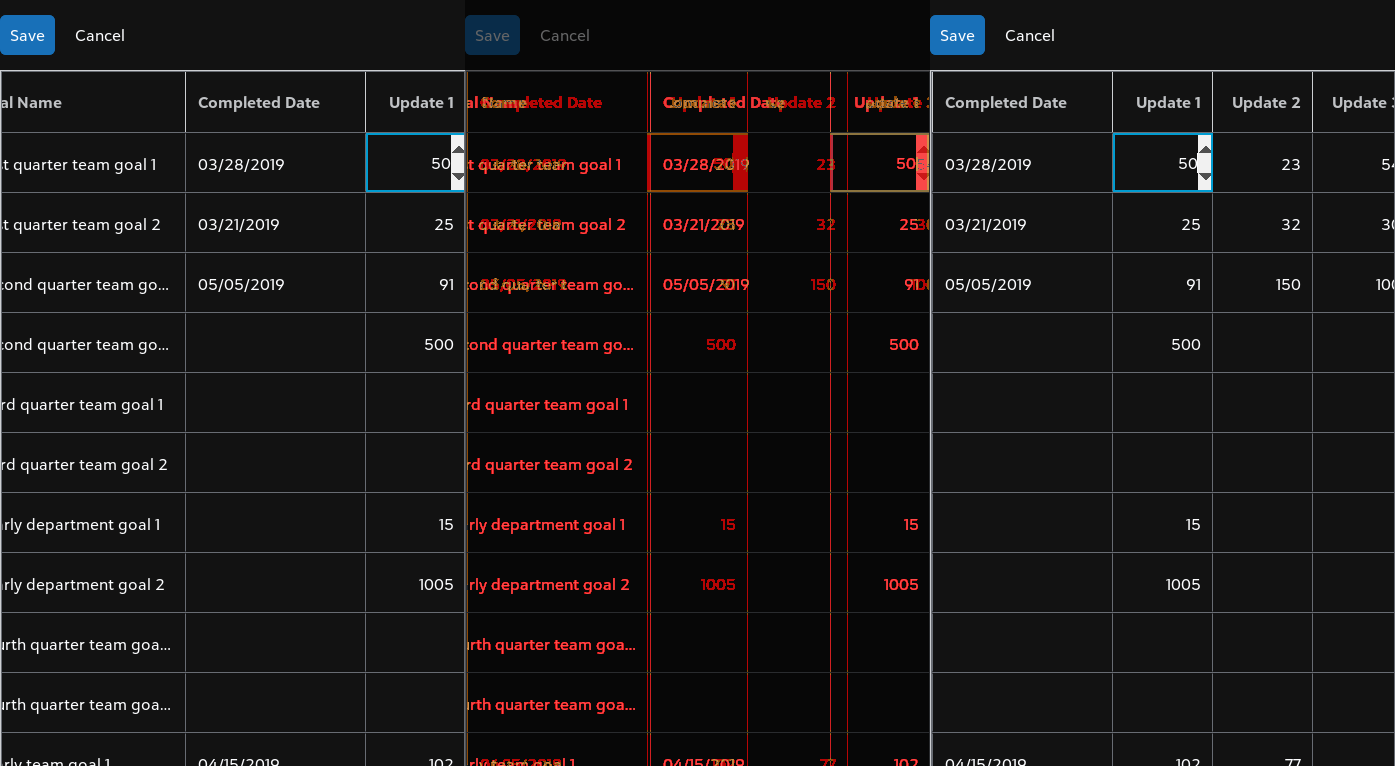 Save Cancel
al Name Completed Date Update 1
st quarter team goal 1 03/28/2019 50
st quarter team goal 2 03/21/2019 25
cond quarter team go... 05/05/2019 91
cond quarter team go... 500
rd quarter team goal 1
rd quarter team goal 2
arly department goal 1 15
arly department goal 2 1005
urth quarter team goa...
urth quarter team goa...
arly team goal 1 04/15/2019 102
Save Cancel
Completed Date Update 2 Update 1
quarter team goal 1 03/28/2019 23 50
quarter team goal 2 03/21/2019 32 25
cond quarter team go... 05/05/2019 150 91
cond quarter team go... 500 500
rd quarter team goal 1
rd quarter team goal 2
rly department goal 1 15 15
rly department goal 2 1005 1005
urth quarter team goa...
urth quarter team goa...
04/15/2019 77 102
Save Cancel
Completed Date Update 1 Update 2 Update 3
03/28/2019 50 23 54
03/21/2019 25 32 30
05/05/2019 91 150 100
500
15
1005
04/15/2019 102 77